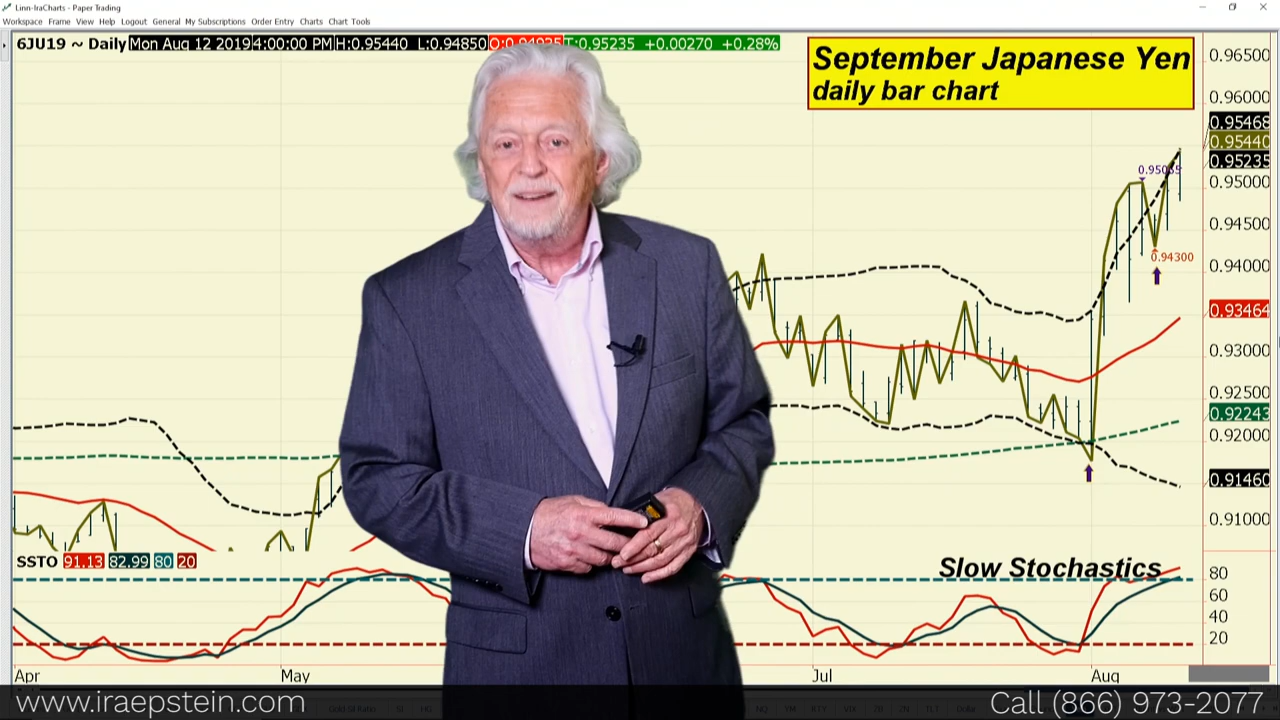 Linn-IraCharts - Paper Trading
Workspace Frame View Help Logout General My Subscriptions Order Entry Charts Chart Tools
6JU19 ~ Daily Mon Aug 12 2019 4:00:00 PM H:0.95440 L:0.94850 O:0.94925 T:0.95235 +0.00270 +0.28%
September Japanese Yen
daily bar chart
0.96500
0.96000
0.95468
0.95440
0.95235
0.95055
0.95000
0.94500
0.94300
0.94000
0.93464
0.93000
0.92500
0.92243
0.92000
0.91460
0.91000
SSTO 91.13 82.99 80 20
Slow Stochastics
80
60
40
20
Apr May Jul Aug
www.iraepstein.com Call (866) 973-2077